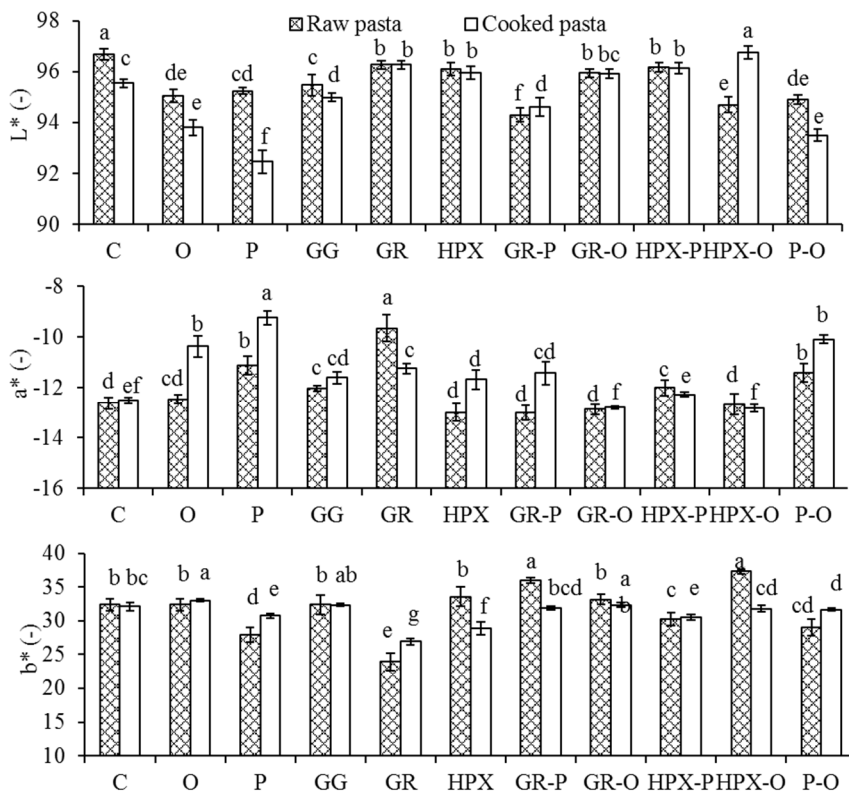 Raw pasta Cooked pasta
L* (-)
98
96
94
92
90
a c de e cd f c d b b b b f d b bc b b e a de e
C O P GG GR HPX GR-P GR-O HPX-P HPX-O P-O
a* (-)
-8
-10
-12
-14
-16
d ef cd b b a c cd a c d d d cd d f c e d f b b
C O P GG GR HPX GR-P GR-O HPX-P HPX-O P-O
b* (-)
40
35
30
25
20
15
10
b bc b a d e b ab e g b f a bcd b a b c e a cd cd d
C O P GG GR HPX GR-P GR-O HPX-P HPX-O P-O